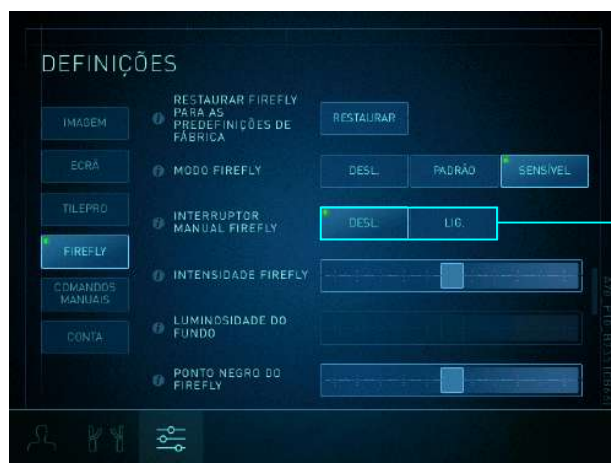 DEFINIÇÕES
IMAGEM
ECRÃ
TILEPRO
FIREFLY
COMANDOS
MANUAIS
CONTA
RESTAURAR FIREFLY
PARA AS
PREDEFINIÇÕES DE
FÁBRICA
RESTAURAR
MODO FIREFLY
DESL.
PADRÃO
SENSÍVEL
INTERRUPTOR
MANUAL FIREFLY
DESL.
LIG.
INTENSIDADE FIREFLY
LUMINOSIDADE DO
FUNDO
PONTO NEGRO DO
FIREFLY